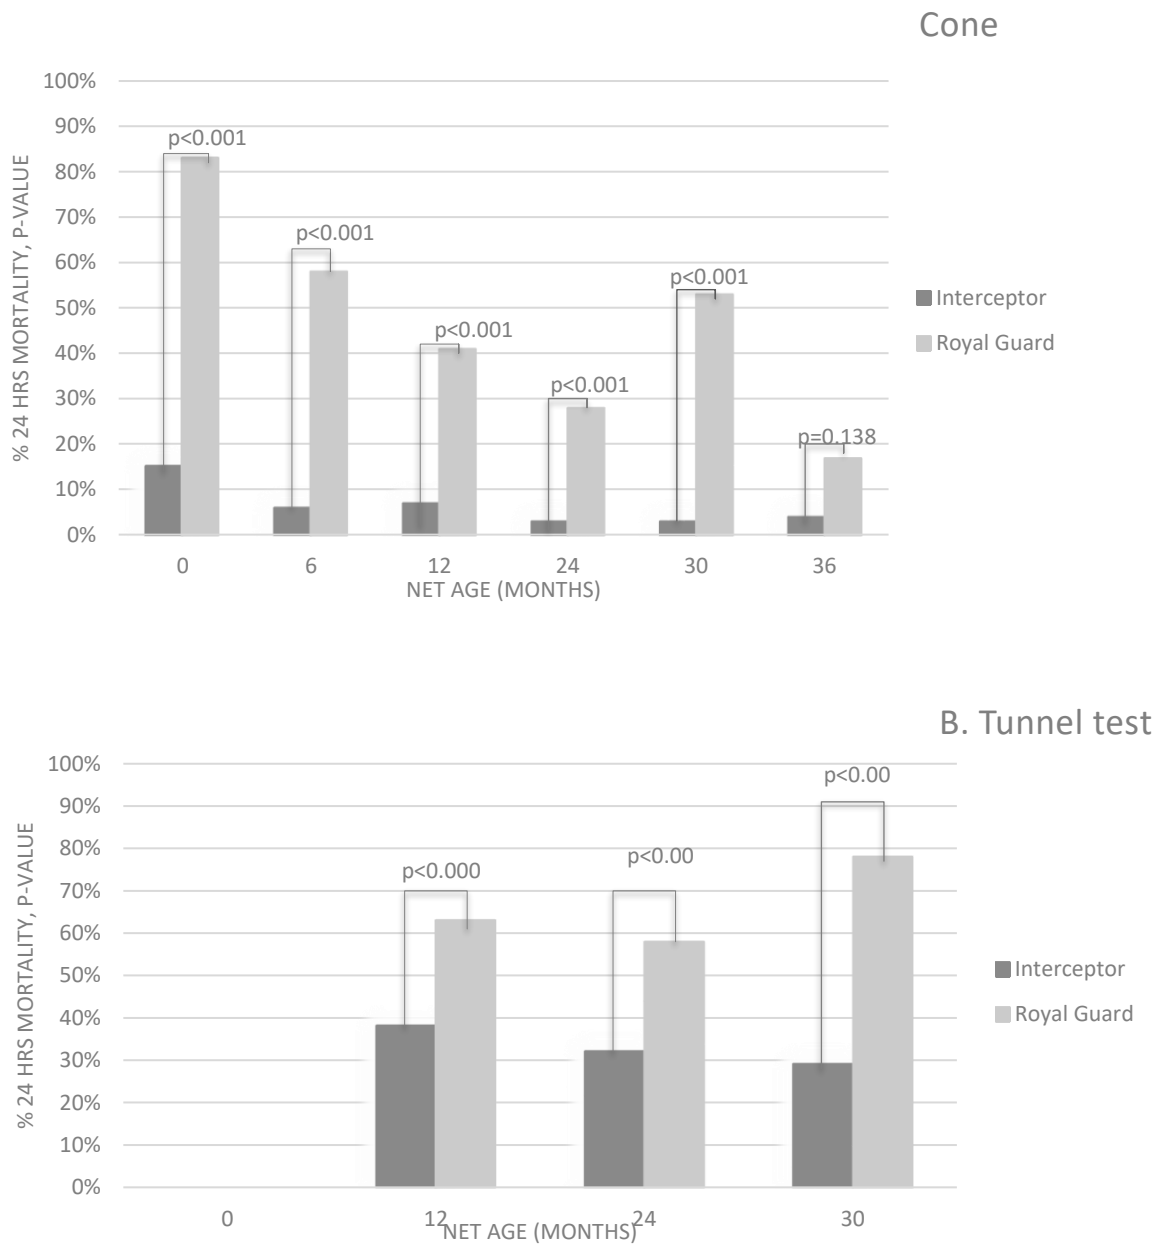 Cone
100%
90%
80%
70%
60%
50%
40%
30%
20%
10%
0%
% 24 HRS MORTALITY, P-VALUE
p<0.001
p<0.001
p<0.001
p<0.001
p<0.001
p=0.138
0 6 12 24 30 36
NET AGE (MONTHS)
Interceptor
Royal Guard
B. Tunnel test
100%
90%
80%
70%
60%
50%
40%
30%
20%
10%
0%
% 24 HRS MORTALITY, P-VALUE
p<0.000
p<0.00
p<0.00
0 12 24 30
NET AGE (MONTHS)
Interceptor
Royal Guard